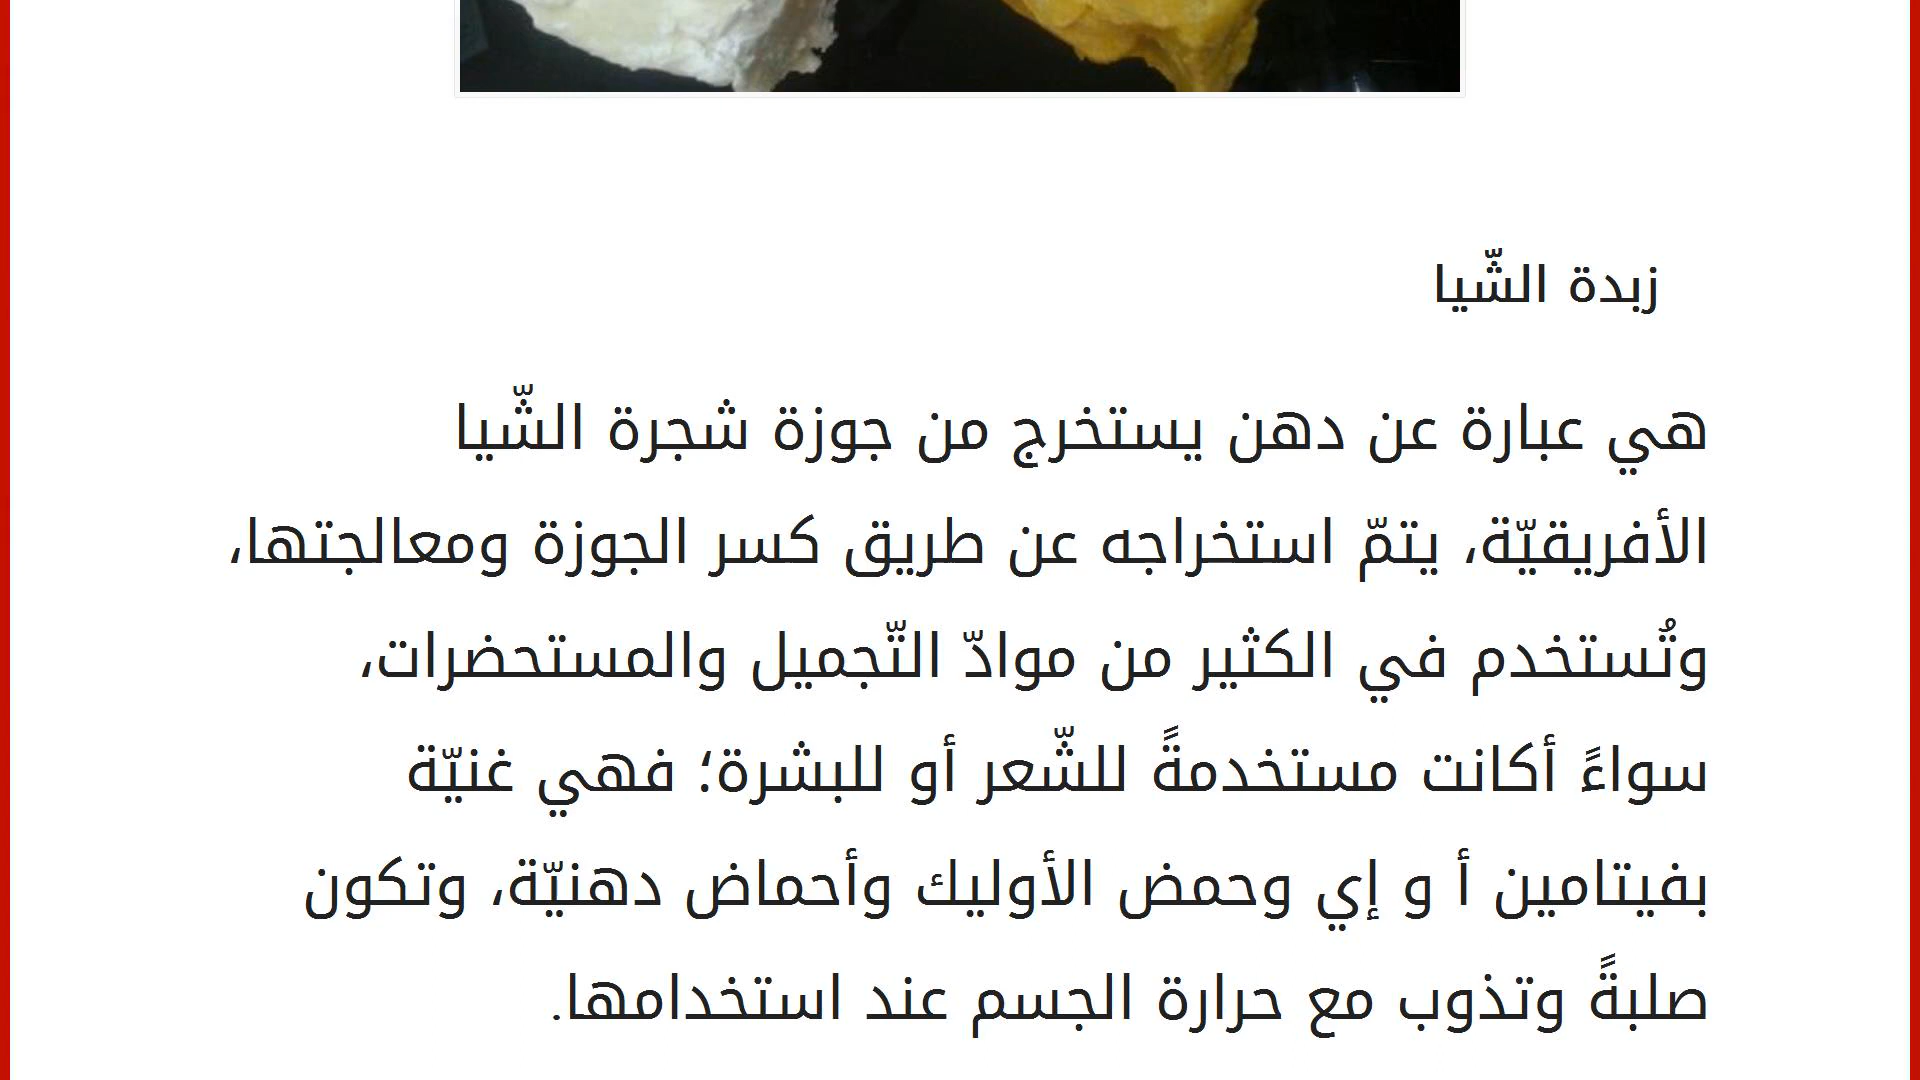 زبدة الشّيا
هي عبارة عن دهن يستخرج من جوزة شجرة الشّيا
الأفريقيّة، يتمّ استخراجه عن طريق كسر الجوزة ومعالجتها،
وتُستخدم في الكثير من موادّ التّجميل والمستحضرات،
سواءً أكانت مستخدمةً للشّعر أو للبشرة؛ فهي غنيّة
بفيتامين أ و إي وحمض الأوليك وأحماض دهنيّة، وتكون
صلبةً وتذوب مع حرارة الجسم عند استخدامها.